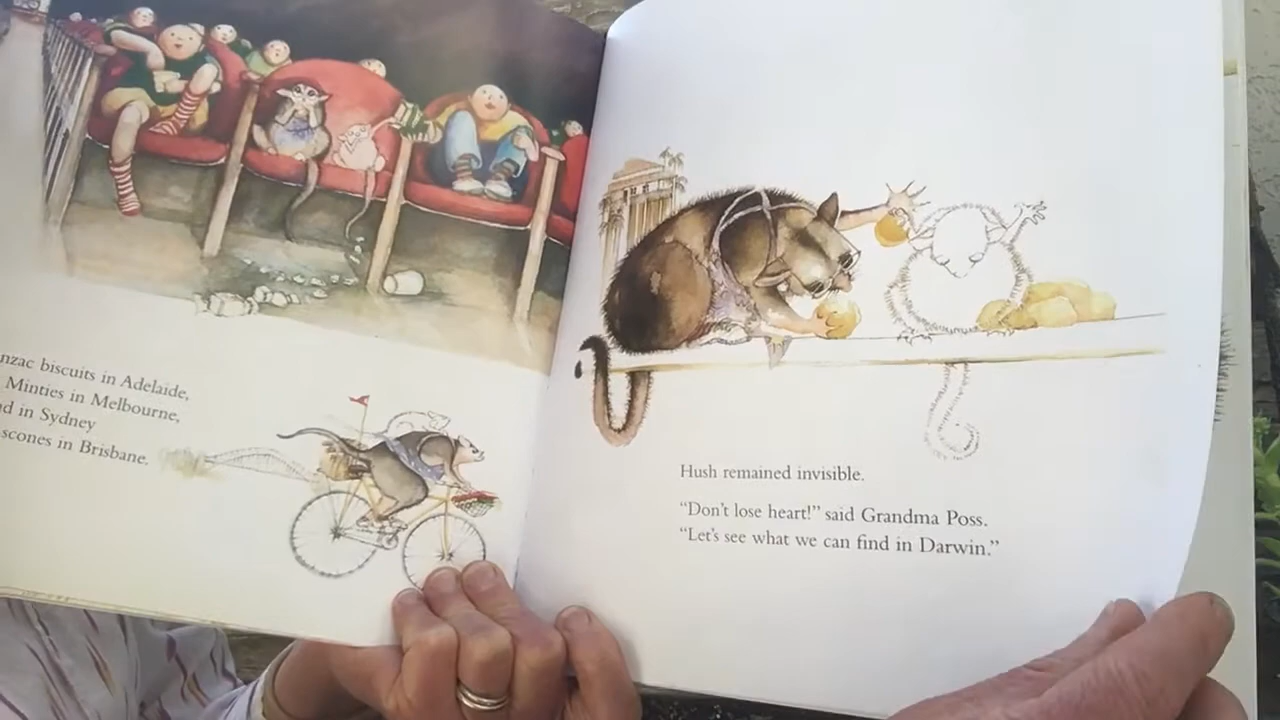 biscuits in Adelaide,
Minties in Melbourne,
in Sydney
scones in Brisbane.
Hush remained invisible.
“Don’t lose heart!” said Grandma Poss.
“Let’s see what we can find in Darwin.”